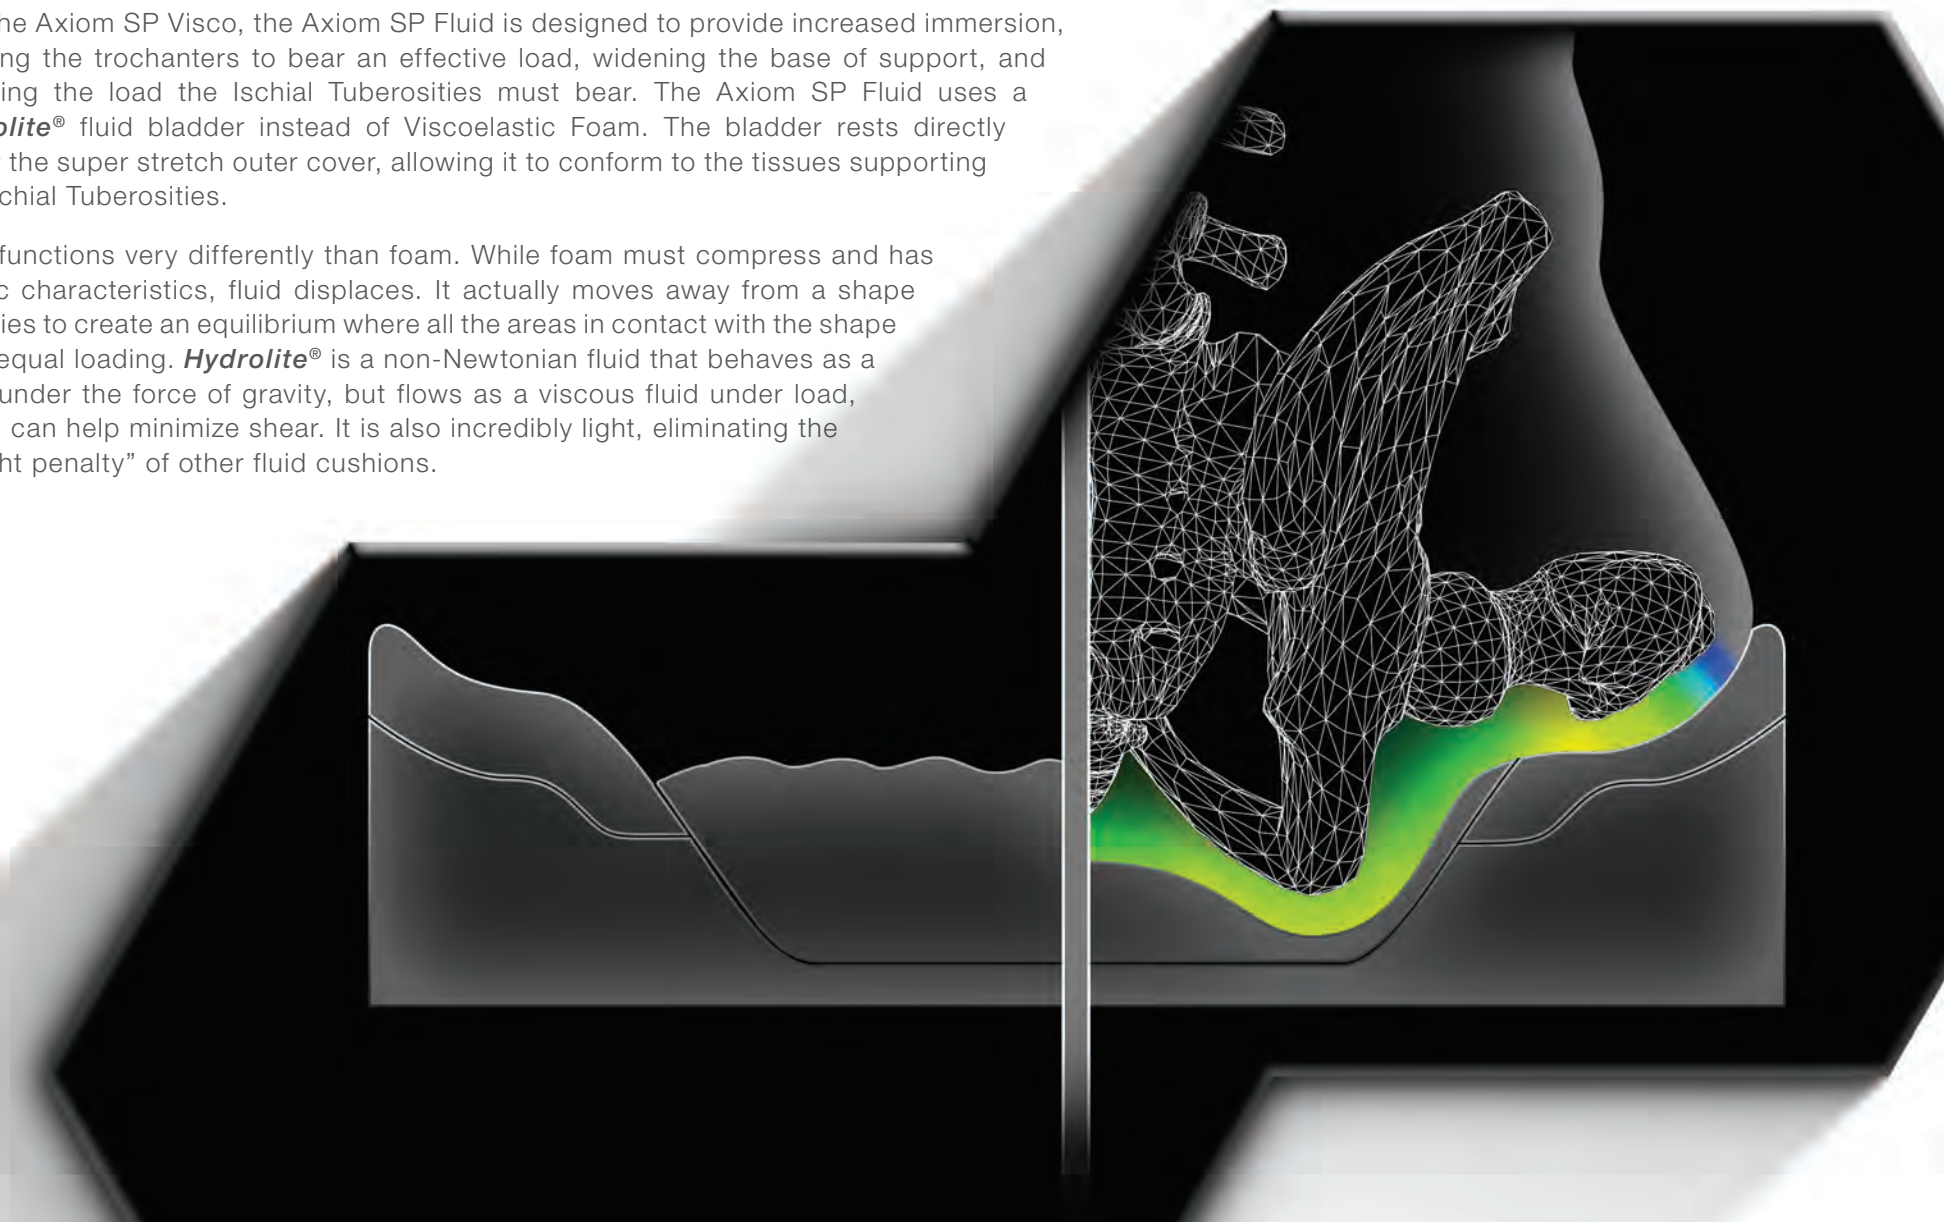 he Axiom SP Visco, the Axiom SP Fluid is designed to provide increased immersion,
ng the trochanters to bear an effective load, widening the base of support, and
ing the load the Ischial Tuberosities must bear. The Axiom SP Fluid uses a
olite® fluid bladder instead of Viscoelastic Foam. The bladder rests directly
the super stretch outer cover, allowing it to conform to the tissues supporting
chial Tuberosities.
functions very differently than foam. While foam must compress and has
c characteristics, fluid displaces. It actually moves away from a shape
ies to create an equilibrium where all the areas in contact with the shape
equal loading. Hydrolite® is a non-Newtonian fluid that behaves as a
under the force of gravity, but flows as a viscous fluid under load,
can help minimize shear. It is also incredibly light, eliminating the
ht penalty” of other fluid cushions.